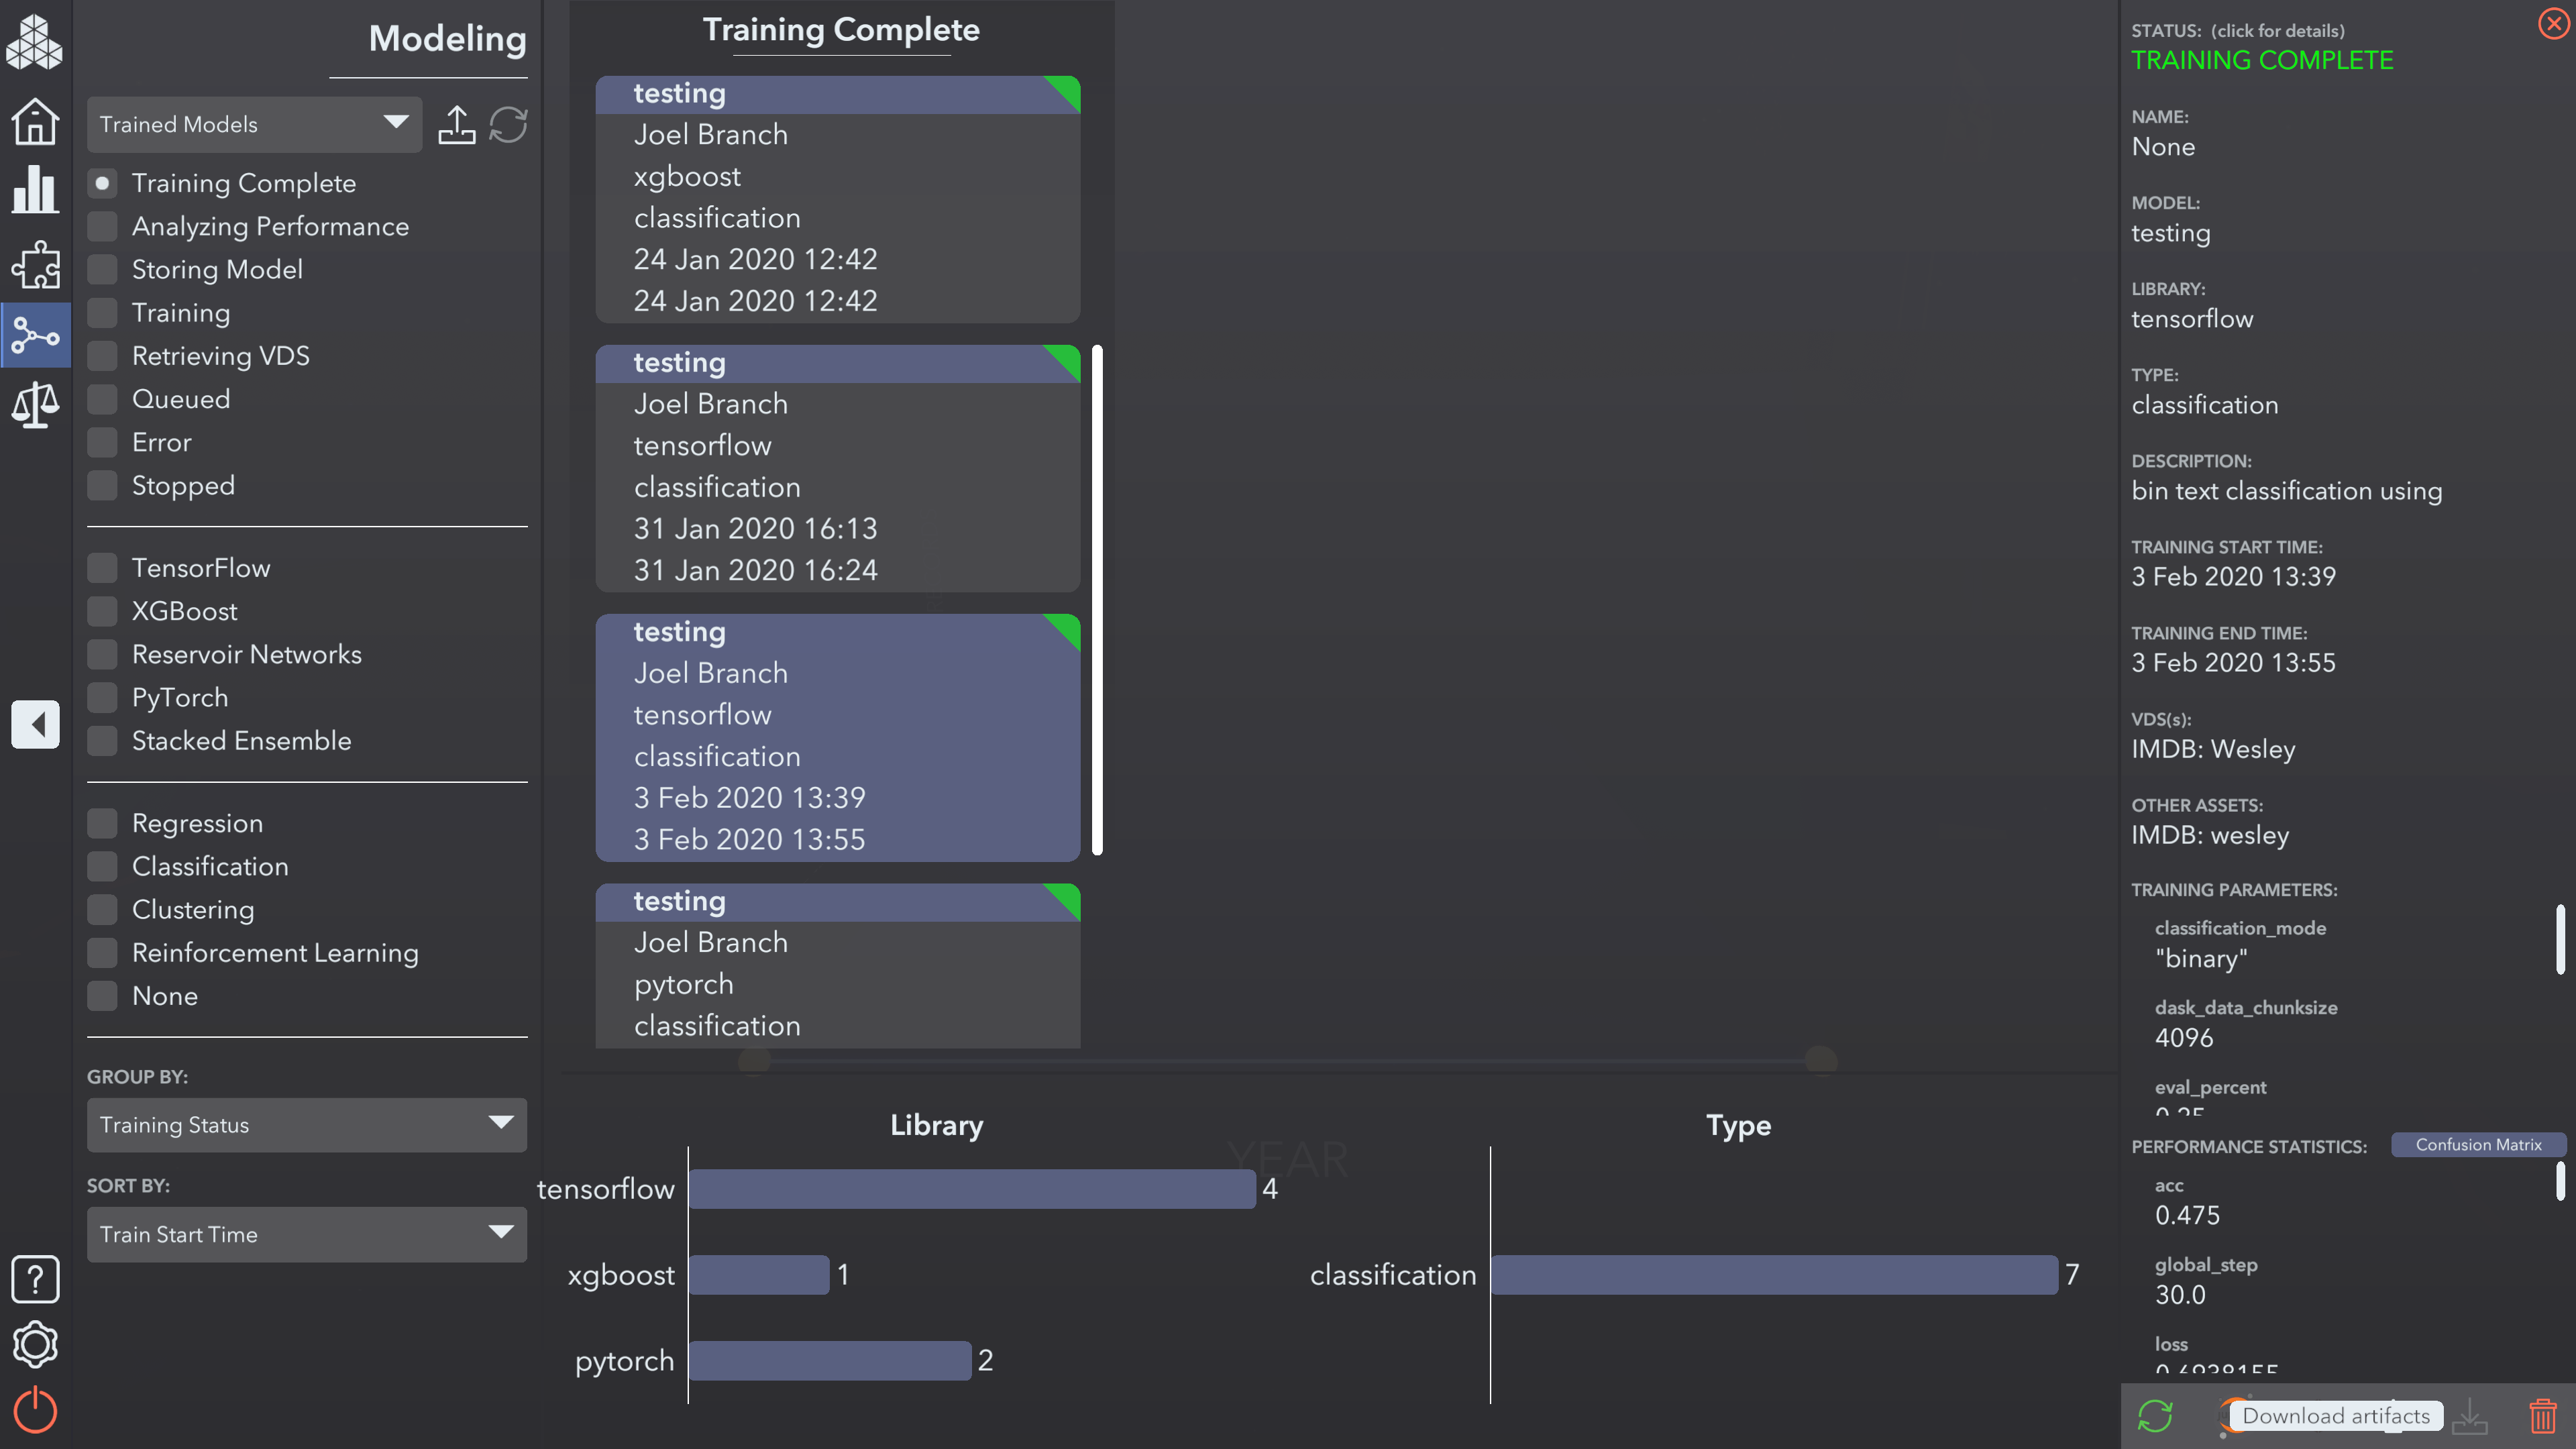 Modeling
Trained Models
Training Complete
Analyzing Performance
Storing Model
Training
Retrieving VDS
Queued
Error
Stopped
TensorFlow
XGBoost
Reservoir Networks
PyTorch
Stacked Ensemble
Regression
Classification
Clustering
Reinforcement Learning
None
GROUP BY:
Training Status
SORT BY:
Train Start Time
?
Training Complete
testing
Joel Branch
xgboost
classification
24 Jan 2020 12:42
24 Jan 2020 12:42
testing
Joel Branch
tensorflow
classification
31 Jan 2020 16:13
31 Jan 2020 16:24
testing
Joel Branch
tensorflow
classification
3 Feb 2020 13:39
3 Feb 2020 13:55
testing
Joel Branch
pytorch
classification
Library
tensorflow 4
xgboost 1
pytorch 2
YEAR
Type
classification 7
STATUS: (click for details)
TRAINING COMPLETE
NAME:
None
MODEL:
testing
LIBRARY:
tensorflow
TYPE:
classification
DESCRIPTION:
bin text classification using
TRAINING START TIME:
3 Feb 2020 13:39
TRAINING END TIME:
3 Feb 2020 13:55
VDS(s):
IMDB: Wesley
OTHER ASSETS:
IMDB: wesley
TRAINING PARAMETERS:
classification_mode
"binary"
dask_data_chunksize
4096
eval_percent
PERFORMANCE STATISTICS: Confusion Matrix
acc
0.475
global_step
30.0
loss
Download artifacts